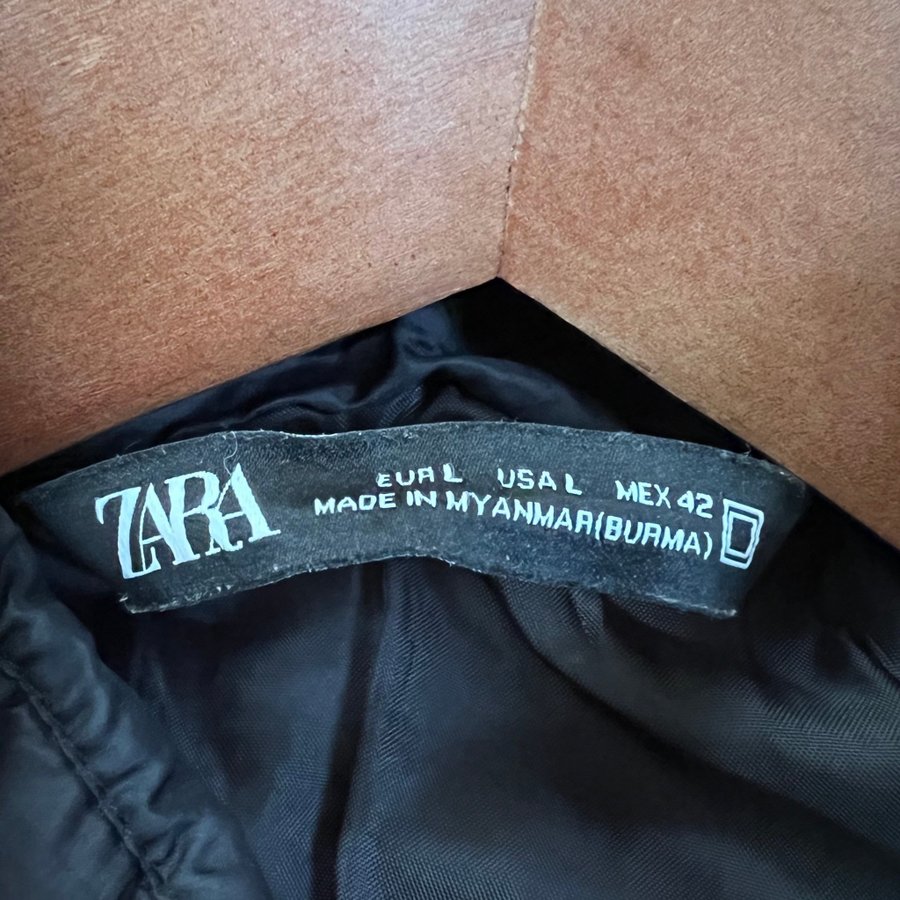 ZARA
EUR L USA L MEX 42
MADE IN MYANMAR(BURMA)